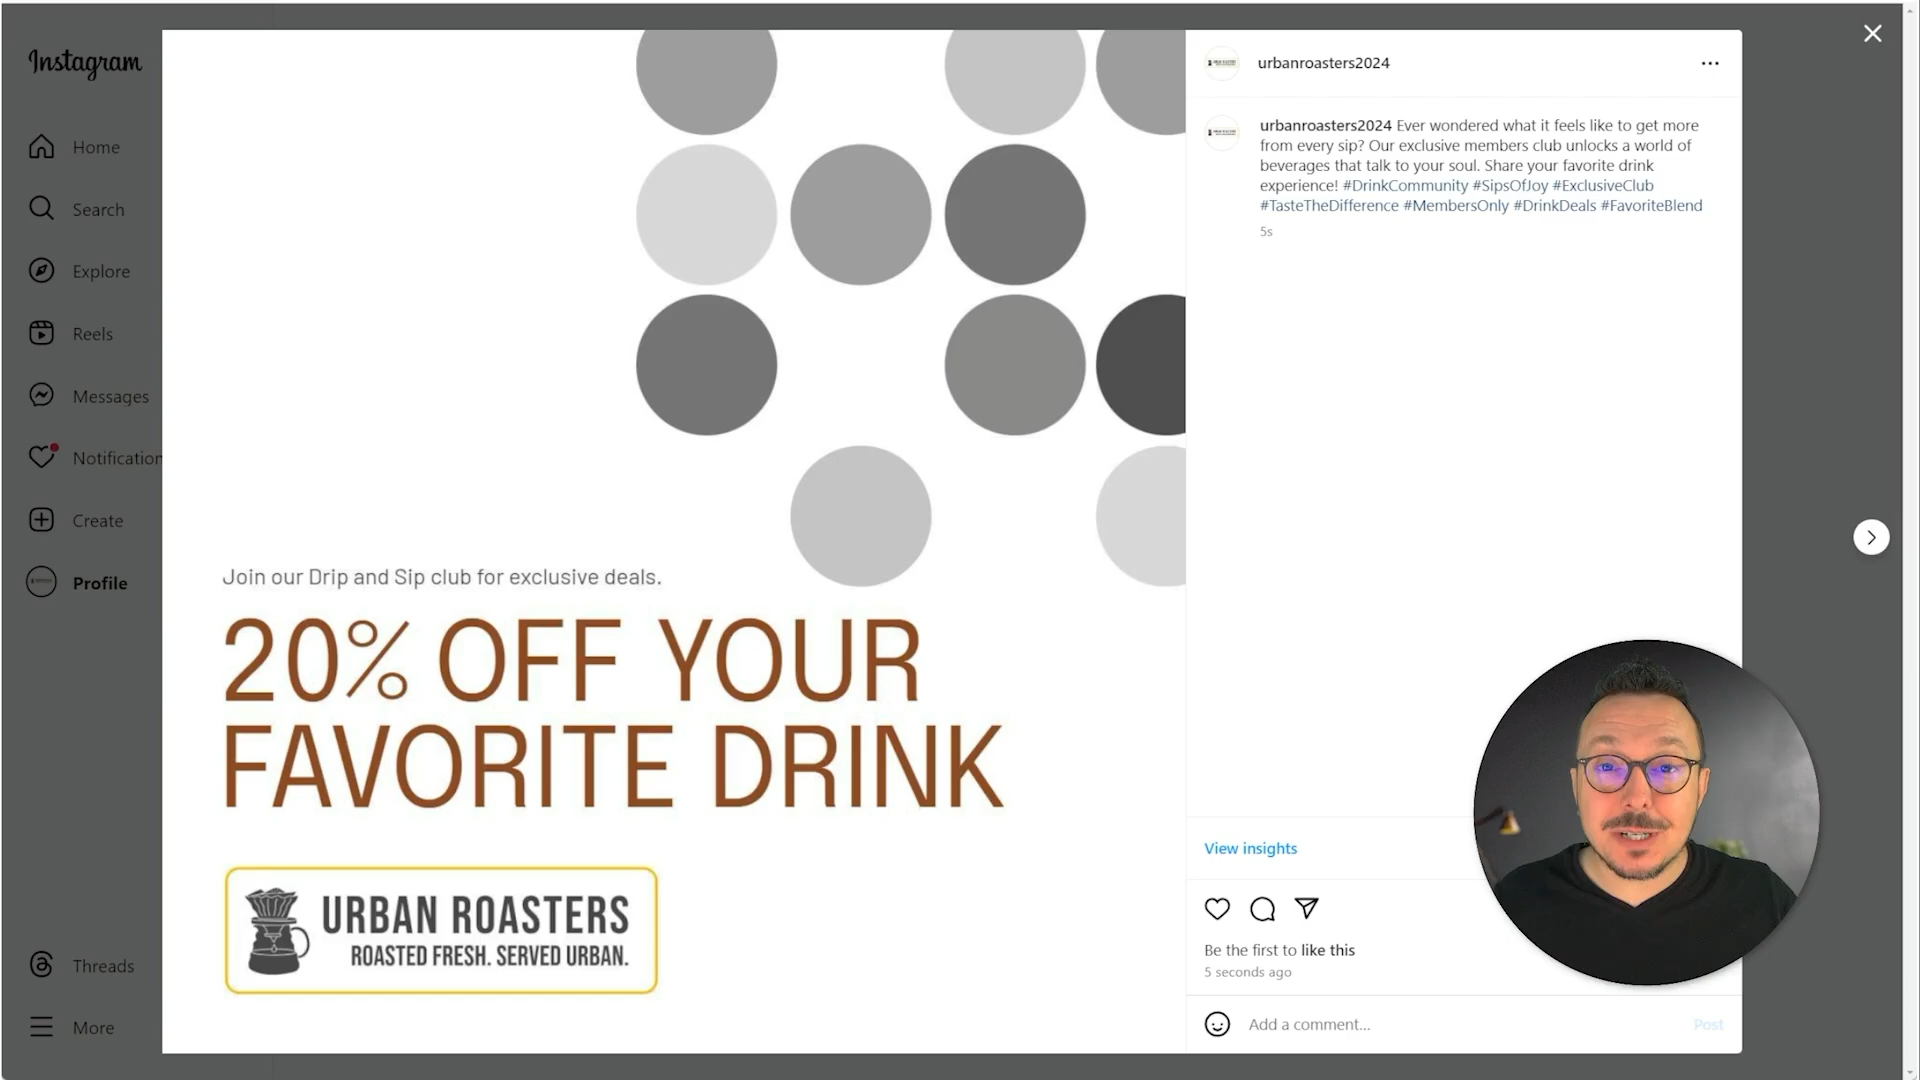 Instagram
Home
Search
Explore
Reels
Messages
Notification
Create
Profile
Threads
More
Join our Drip and Sip club for exclusive deals.
20% OFF YOUR
FAVORITE DRINK
URBAN ROASTERS
ROASTED FRESH. SERVED URBAN.
urbanroasters2024
urbanroasters2024 Ever wondered what it feels like to get more
from every sip? Our exclusive members club unlocks a world of
beverages that talk to your soul. Share your favorite drink
experience! #DrinkCommunity #SipsOfJoy #ExclusiveClub
#TasteTheDifference #MembersOnly #DrinkDeals #FavoriteBlend
5s
View insights
Be the first to like this
5 seconds ago
Add a comment...
Post